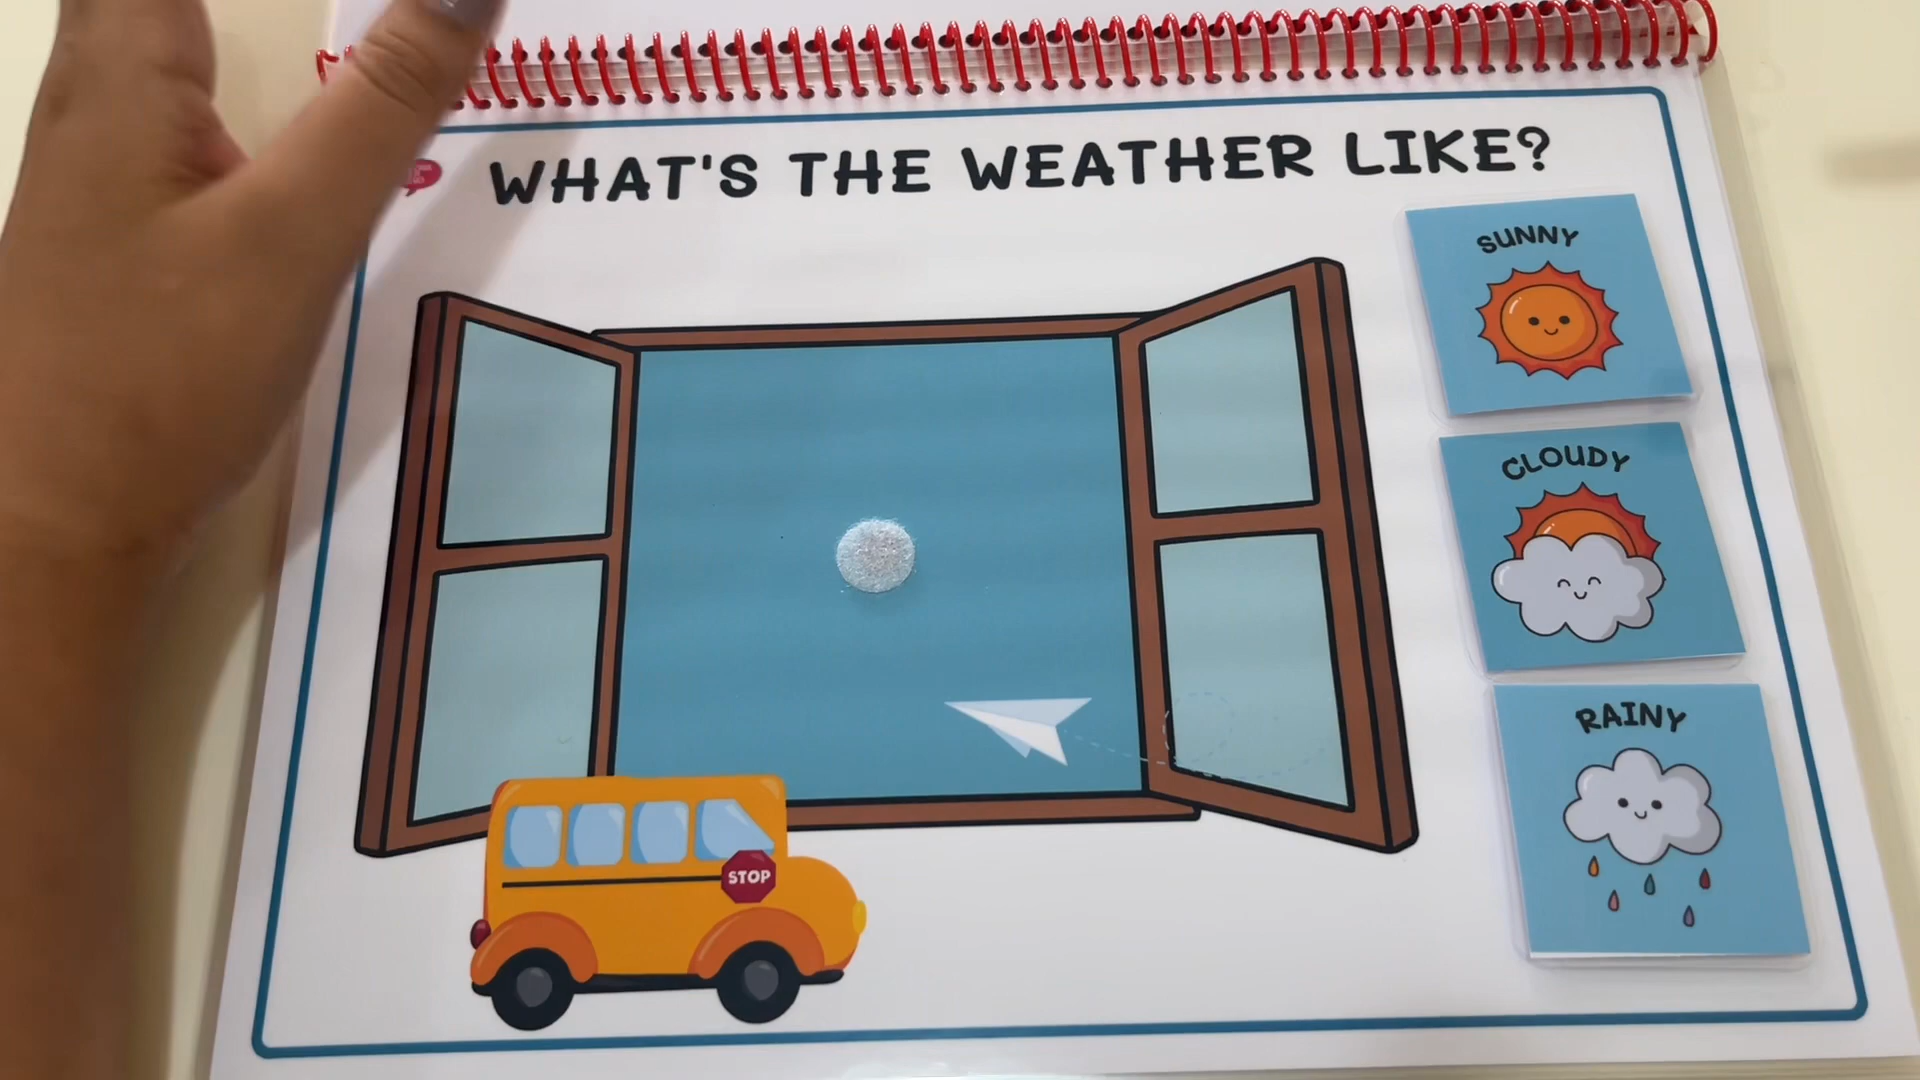 WHAT'S THE WEATHER LIKE?
SUNNY
CLOUDY
RAINY
STOP